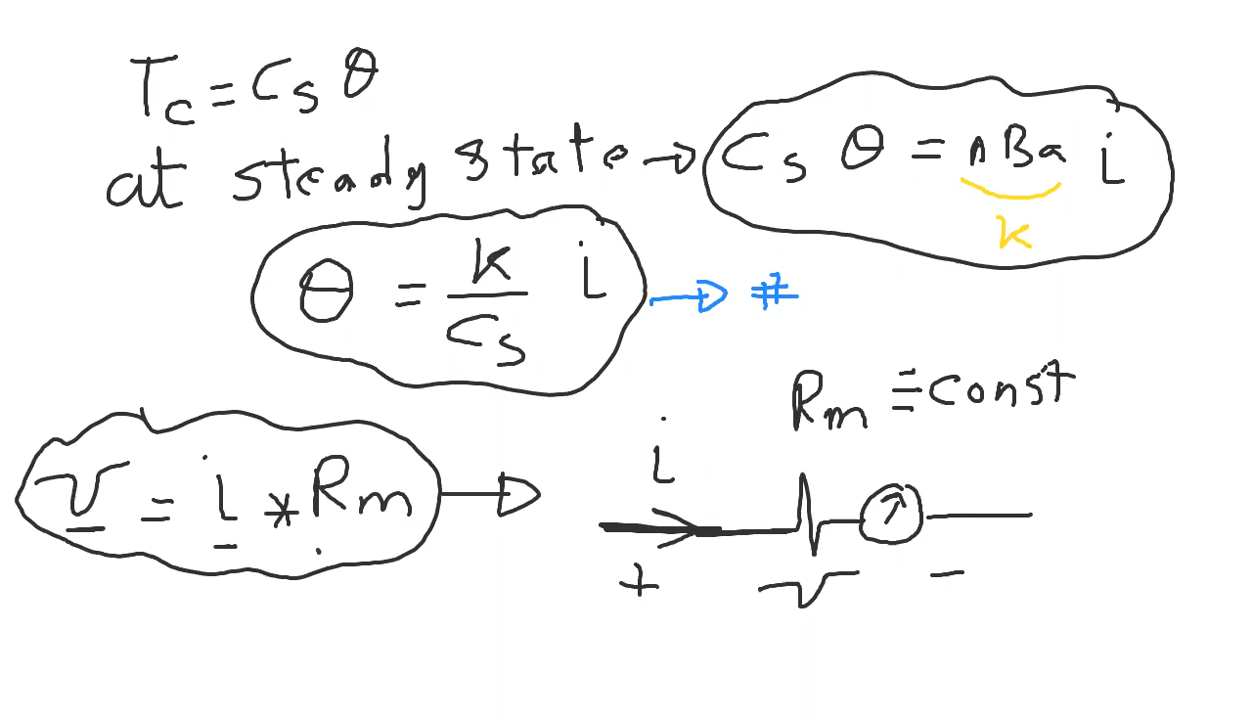 Tc = Cs θ
at steady state → Cs θ = nBa i
K
θ = K/Cs i → #
Rm ≡ const
v = i * Rm → i
+ v −